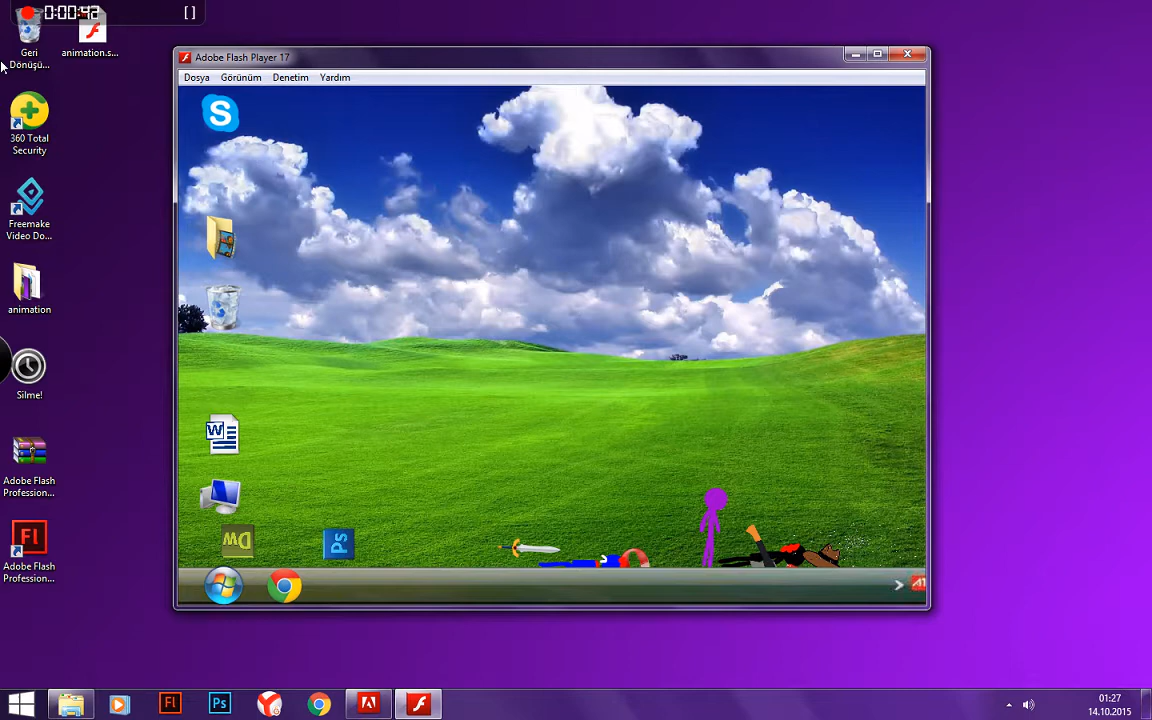 0:00:42
[ ]
Geri
Dönüşü...
animation.s...
360 Total
Security
Freemake
Video Do...
animation
Silme!
Adobe Flash
Profession...
Fl
Adobe Flash
Profession...
Adobe Flash Player 17
Dosya
Görünüm
Denetim
Yardım
S
W
Dw
Ps
Fl
Ps
01:27
14.10.2015